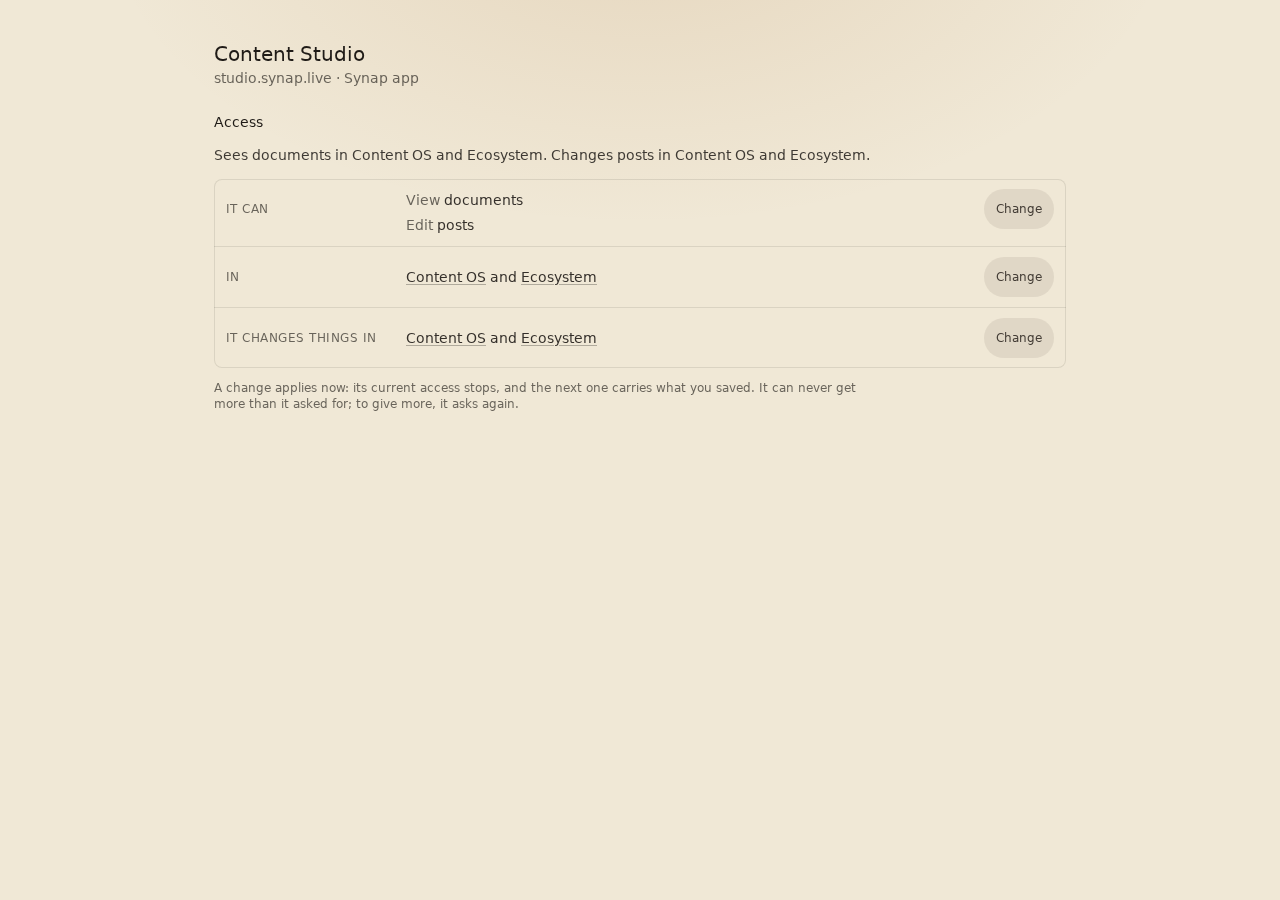 Content Studio
studio.synap.live · Synap app
Access
Sees documents in Content OS and Ecosystem. Changes posts in Content OS and Ecosystem.
IT CAN
View documents
Edit posts
Change
IN
Content OS and Ecosystem
Change
IT CHANGES THINGS IN
Content OS and Ecosystem
Change
A change applies now: its current access stops, and the next one carries what you saved. It can never get
more than it asked for; to give more, it asks again.